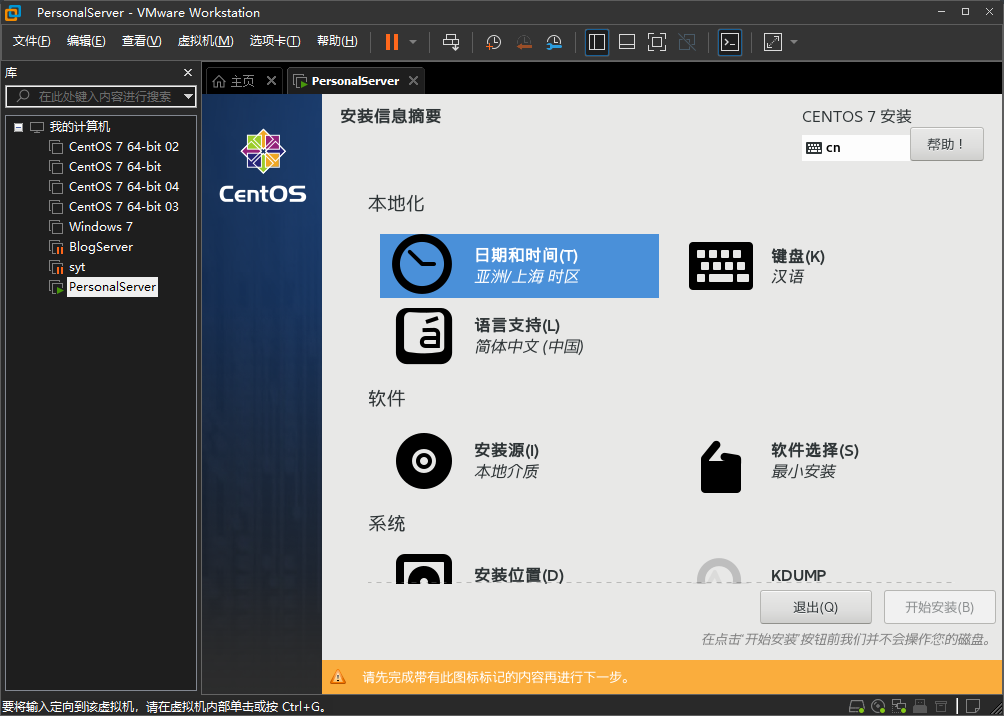 PersonalServer - VMware Workstation
文件(F) 编辑(E) 查看(V) 虚拟机(M) 选项卡(T) 帮助(H)
库
在此处键入内容进行搜索
我的计算机
CentOS 7 64-bit 02
CentOS 7 64-bit
CentOS 7 64-bit 04
CentOS 7 64-bit 03
Windows 7
BlogServer
syt
PersonalServer
主页 PersonalServer
CentOS
安装信息摘要
CENTOS 7 安装
cn
帮助！
本地化
日期和时间(T)
亚洲/上海 时区
键盘(K)
汉语
语言支持(L)
简体中文 (中国)
软件
安装源(I)
本地介质
软件选择(S)
最小安装
系统
安装位置(D)
KDUMP
退出(Q)
开始安装(B)
在点击'开始安装'按钮前我们并不会操作您的磁盘。
请先完成带有此图标标记的内容再进行下一步。
要将输入定向到该虚拟机，请在虚拟机内部单击或按 Ctrl+G。